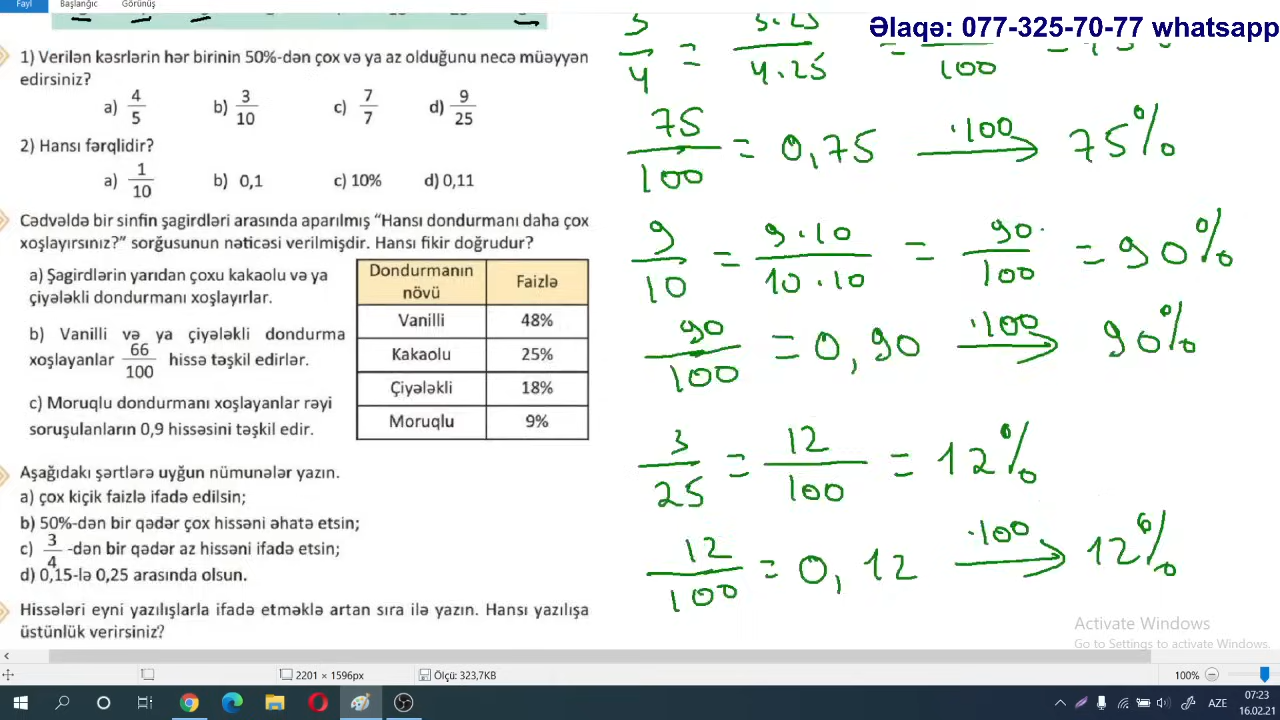 Fayl Başlanğıc Görünüş
Əlaqə: 077-325-70-77 whatsapp
1) Verilən kəsrlərin hər birinin 50%-dən çox və ya az olduğunu necə müəyyən
edirsiniz?
a) 4/5 b) 3/10 c) 7/7 d) 9/25
2) Hansı fərqlidir?
a) 1/10 b) 0,1 c) 10% d) 0,11
Cədvəldə bir sinfin şagirdləri arasında aparılmış “Hansı dondurmanı daha çox
xoşlayırsınız?” sorğusunun nəticəsi verilmişdir. Hansı fikir doğrudur?
a) Şagirdlərin yarıdan çoxu kakaolu və ya
çiyələkli dondurmanı xoşlayırlar.
b) Vanilli və ya çiyələkli dondurma
xoşlayanlar 66/100 hissə təşkil edirlər.
c) Moruqlu dondurmanı xoşlayanlar rəyi
soruşulanların 0,9 hissəsini təşkil edir.
Dondurmanın növü Faizlə
Vanilli 48%
Kakaolu 25%
Çiyələkli 18%
Moruqlu 9%
Aşağıdakı şərtlərə uyğun nümunələr yazın.
a) çox kiçik faizlə ifadə edilsin;
b) 50%-dən bir qədər çox hissəni əhatə etsin;
c) 3/4 -dən bir qədər az hissəni ifadə etsin;
d) 0,15-lə 0,25 arasında olsun.
Hissələri eyni yazılışlarla ifadə etməklə artan sıra ilə yazın. Hansı yazılışa
üstünlük verirsiniz?
3/4 = 3·25/4·25 = /100
75/100 = 0,75 ·100 75%
9/10 = 9·10/10·10 = 90/100 = 90%
90/100 = 0,90 ·100 90%
3/25 = 12/100 = 12%
12/100 = 0,12 ·100 12%
Activate Windows
Go to Settings to activate Windows.
2201 × 1596px Ölçü: 323,7KB 100%
AZE 07:23
16.02.21